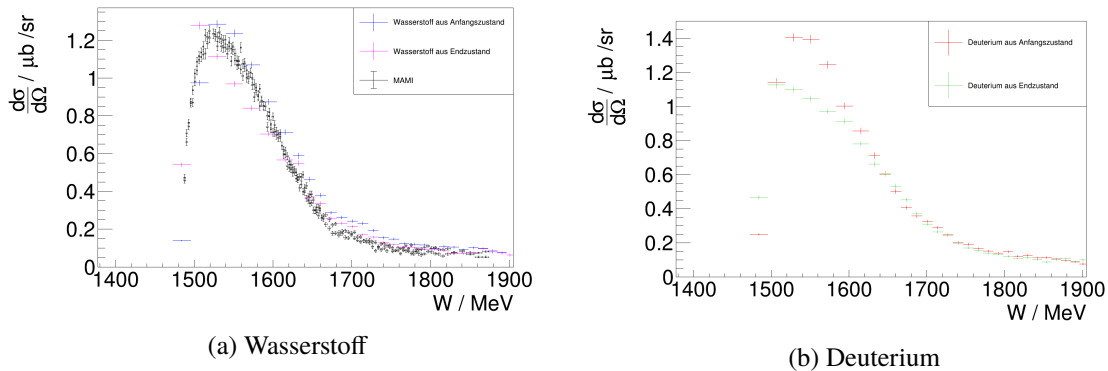 dσ/dΩ / μb /sr
1.2
1
0.8
0.6
0.4
0.2
0
1400 1500 1600 1700 1800 1900
W / MeV
Wasserstoff aus Anfangszustand
Wasserstoff aus Endzustand
MAMI
(a) Wasserstoff
dσ/dΩ / μb /sr
1.4
1.2
1
0.8
0.6
0.4
0.2
0
1400 1500 1600 1700 1800 1900
W / MeV
Deuterium aus Anfangszustand
Deuterium aus Endzustand
(b) Deuterium